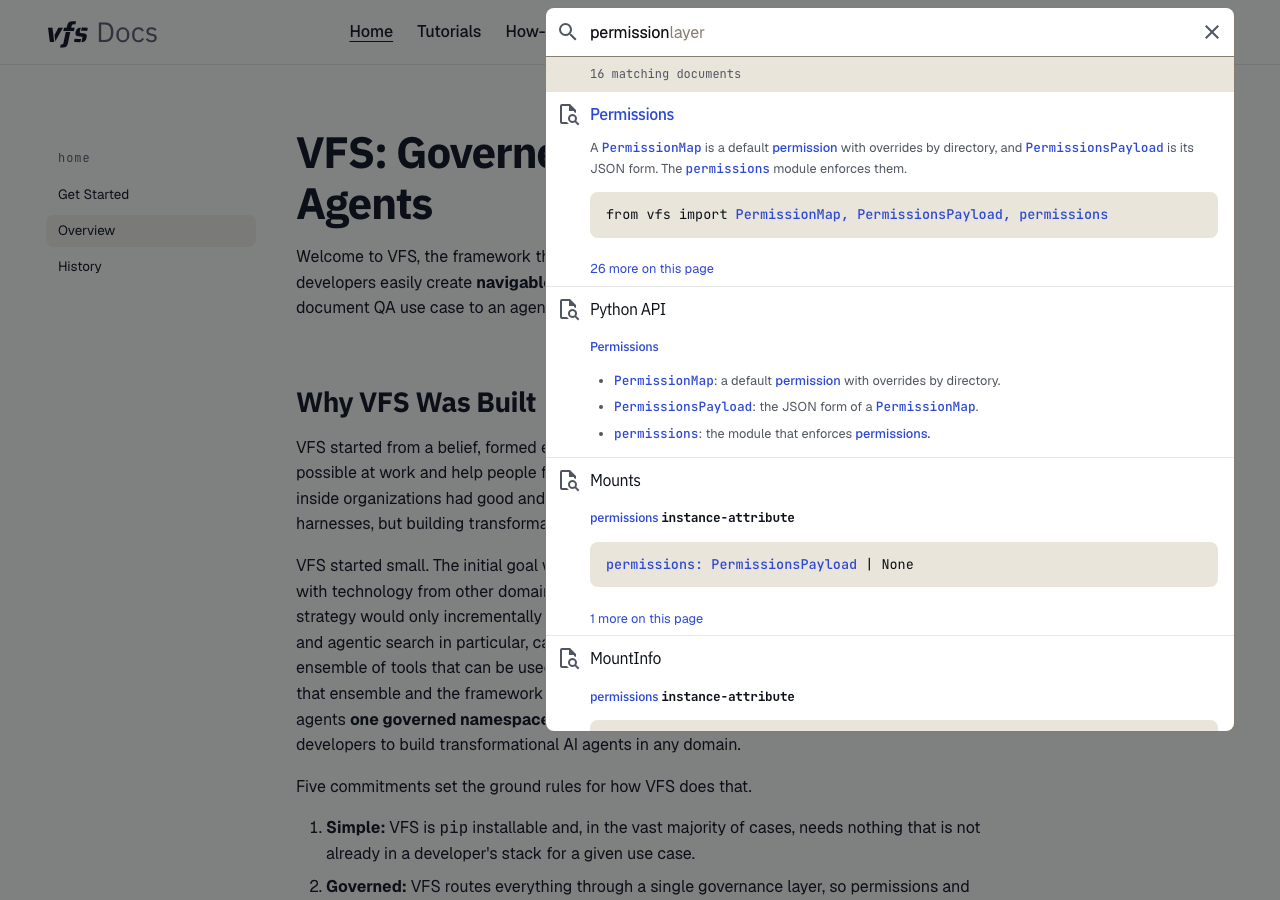 vfs Docs
Home Tutorials How-
permissionlayer
16 matching documents
Permissions
A PermissionMap is a default permission with overrides by directory, and PermissionsPayload is its
JSON form. The permissions module enforces them.
from vfs import PermissionMap, PermissionsPayload, permissions
26 more on this page
Python API
Permissions
• PermissionMap: a default permission with overrides by directory.
• PermissionsPayload: the JSON form of a PermissionMap.
• permissions: the module that enforces permissions.
Mounts
permissions instance-attribute
permissions: PermissionsPayload | None
1 more on this page
MountInfo
permissions instance-attribute
home
Get Started
Overview
History
VFS: Governe
Agents
Welcome to VFS, the framework th
developers easily create navigable
document QA use case to an agen
Why VFS Was Built
VFS started from a belief, formed e
possible at work and help people f
inside organizations had good and
harnesses, but building transforma
VFS started small. The initial goal w
with technology from other domain
strategy would only incrementally
and agentic search in particular, ca
ensemble of tools that can be use
that ensemble and the framework
agents one governed namespace
developers to build transformational AI agents in any domain.
Five commitments set the ground rules for how VFS does that.
1. Simple: VFS is pip installable and, in the vast majority of cases, needs nothing that is not
already in a developer's stack for a given use case.
2. Governed: VFS routes everything through a single governance layer, so permissions and